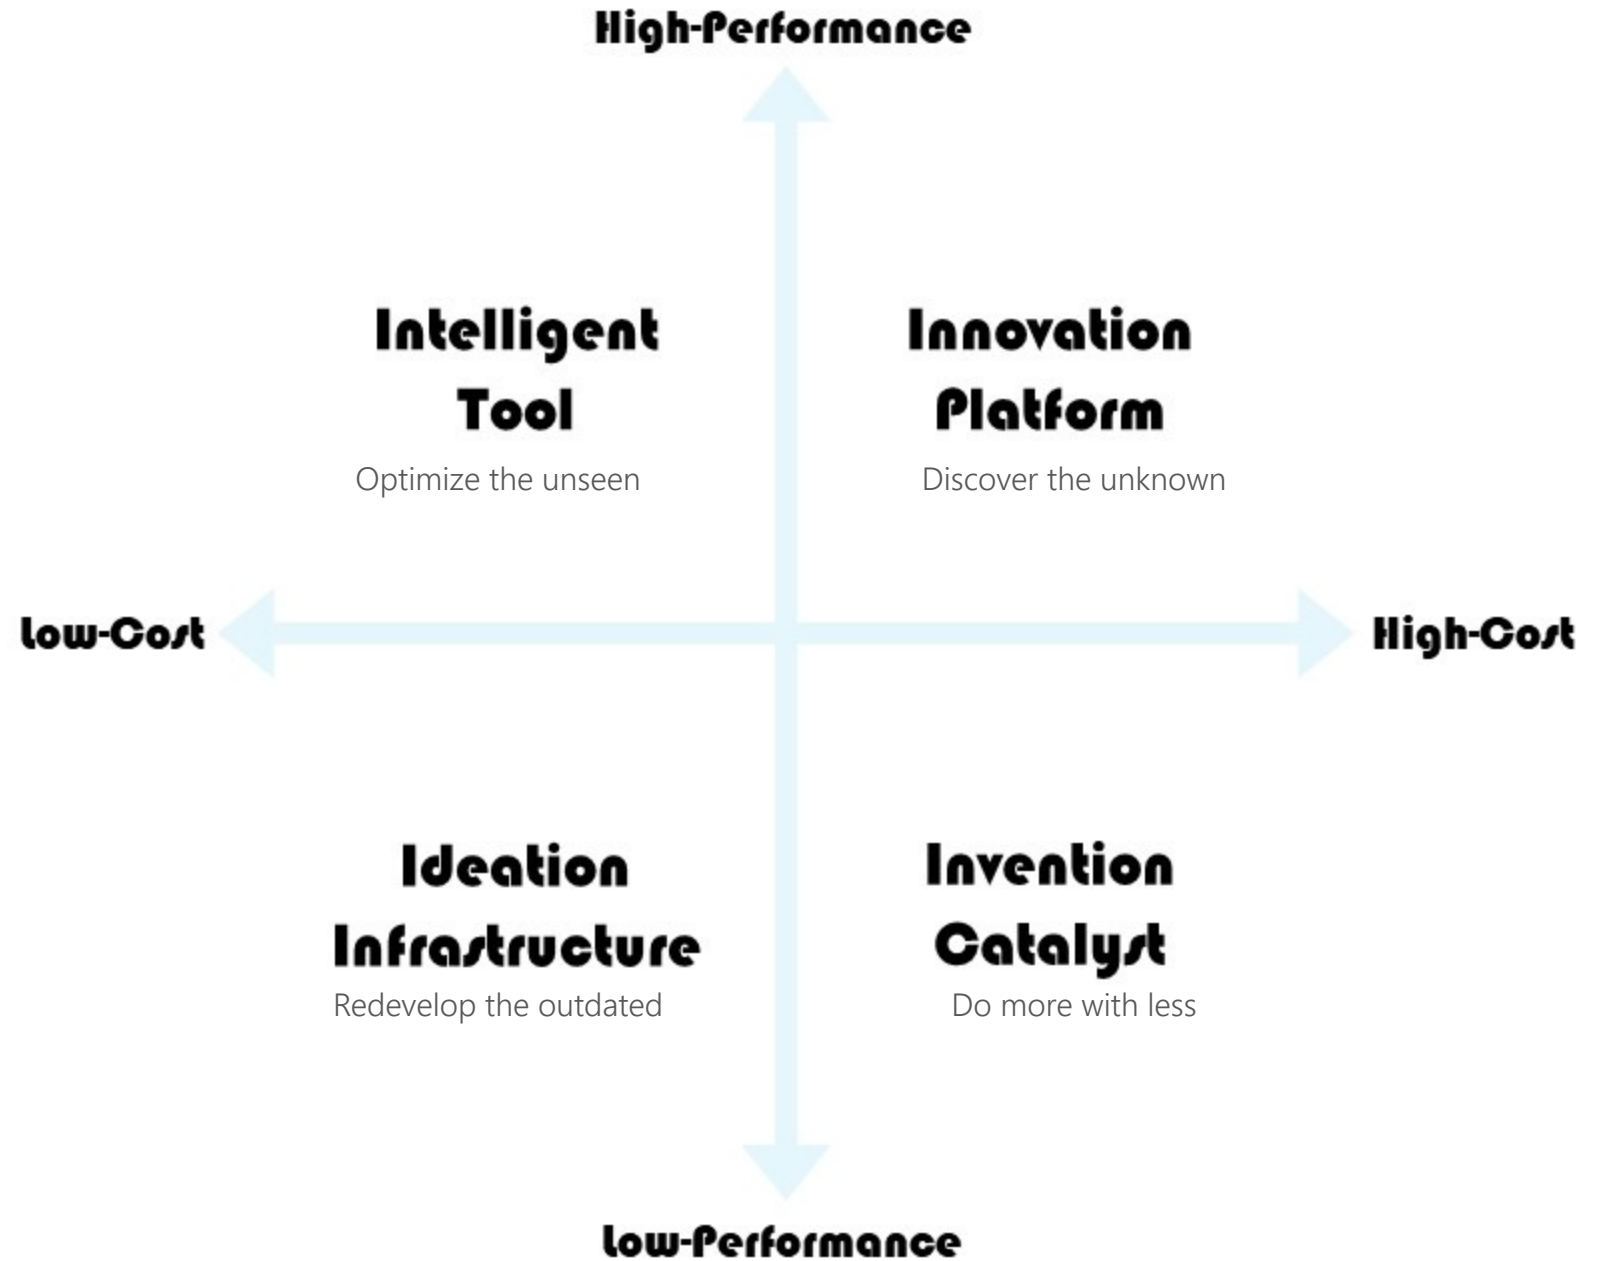 High-Performance
Intelligent
Tool
Optimize the unseen
Innovation
Platform
Discover the unknown
Low-Cost
High-Cost
Ideation
Infrastructure
Redevelop the outdated
Invention
Catalyst
Do more with less
Low-Performance